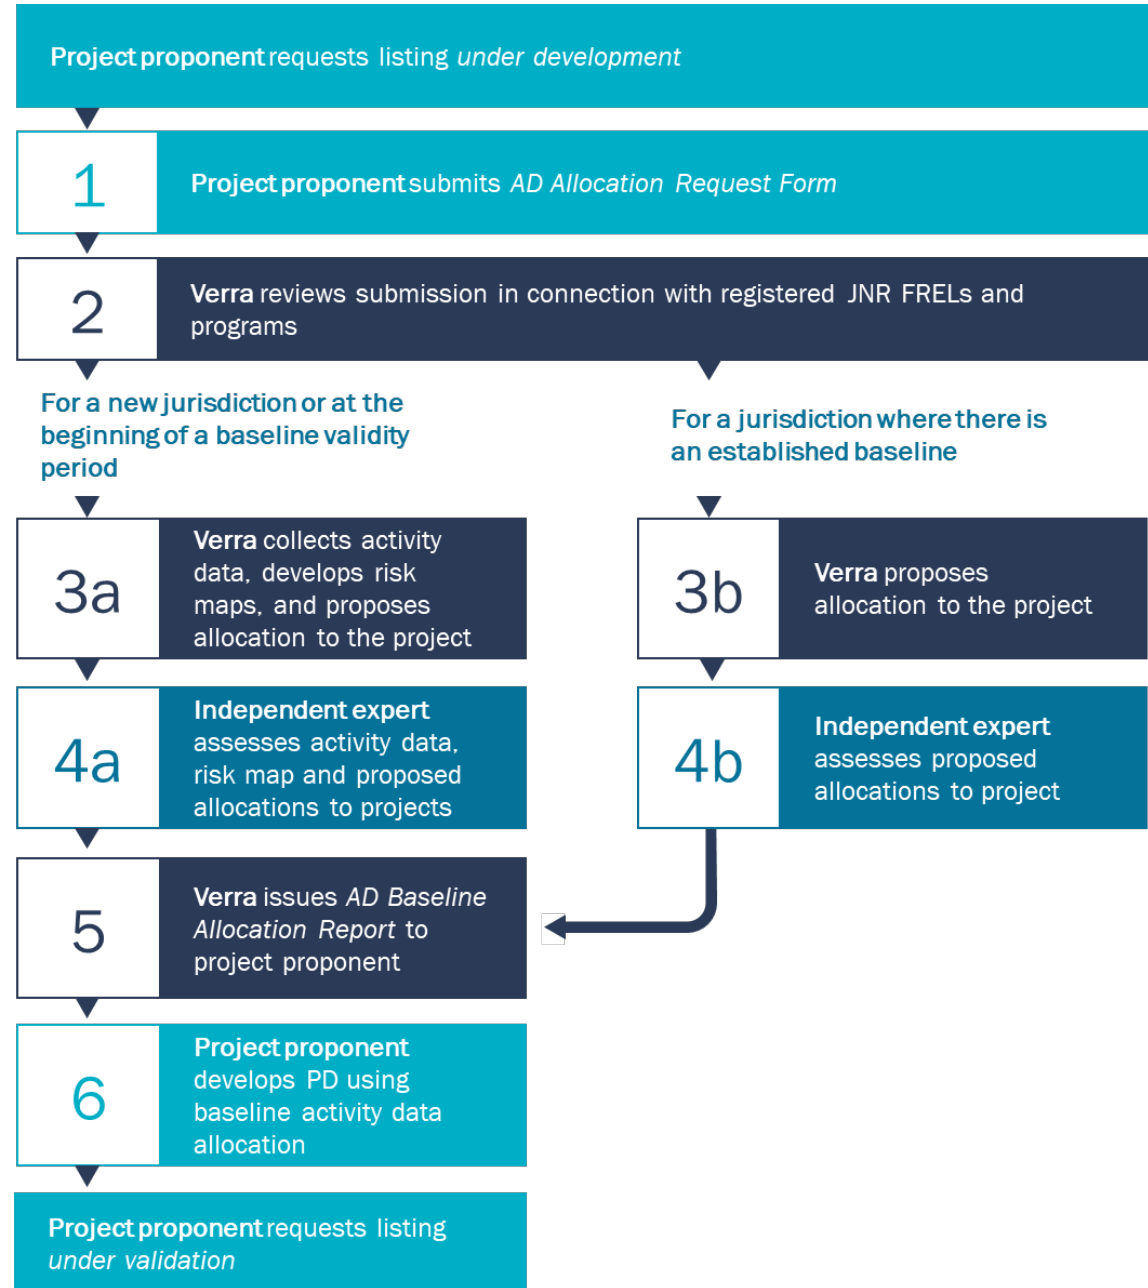 Project proponent requests listing under development
1
Project proponent submits AD Allocation Request Form
2
Verra reviews submission in connection with registered JNR FRELs and
programs
For a new jurisdiction or at the
beginning of a baseline validity
period
For a jurisdiction where there is
an established baseline
3a
Verra collects activity
data, develops risk
maps, and proposes
allocation to the project
3b
Verra proposes
allocation to the project
4a
Independent expert
assesses activity data,
risk map and proposed
allocations to projects
4b
Independent expert
assesses proposed
allocations to project
5
Verra issues AD Baseline
Allocation Report to
project proponent
6
Project proponent
develops PD using
baseline activity data
allocation
Project proponent requests listing
under validation